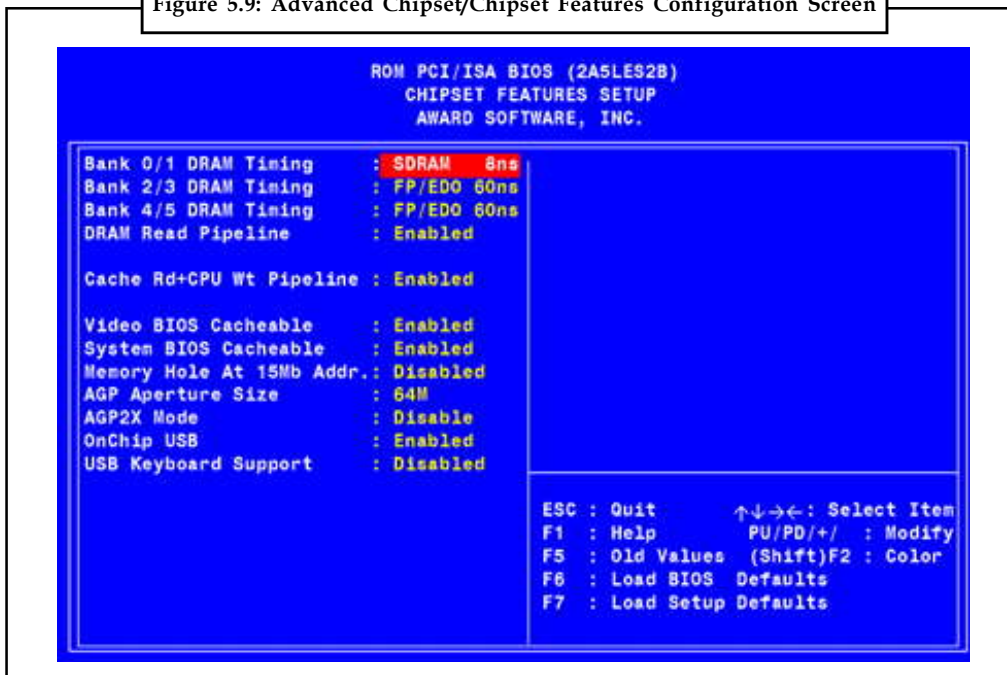 Figure 5.9: Advanced Chipset/Chipset Features Configuration Screen
ROM PCI/ISA BIOS (2A5LES2B)
CHIPSET FEATURES SETUP
AWARD SOFTWARE, INC.
Bank 0/1 DRAM Timing : SDRAM 8ns
Bank 2/3 DRAM Timing : FP/EDO 60ns
Bank 4/5 DRAM Timing : FP/EDO 60ns
DRAM Read Pipeline : Enabled
Cache Rd+CPU Wt Pipeline : Enabled
Video BIOS Cacheable : Enabled
System BIOS Cacheable : Enabled
Memory Hole At 15Mb Addr.: Disabled
AGP Aperture Size : 64M
AGP2X Mode : Disable
OnChip USB : Enabled
USB Keyboard Support : Disabled
ESC : Quit ↑↓→←: Select Item
F1 : Help PU/PD/+/ : Modify
F5 : Old Values (Shift)F2 : Color
F6 : Load BIOS Defaults
F7 : Load Setup Defaults